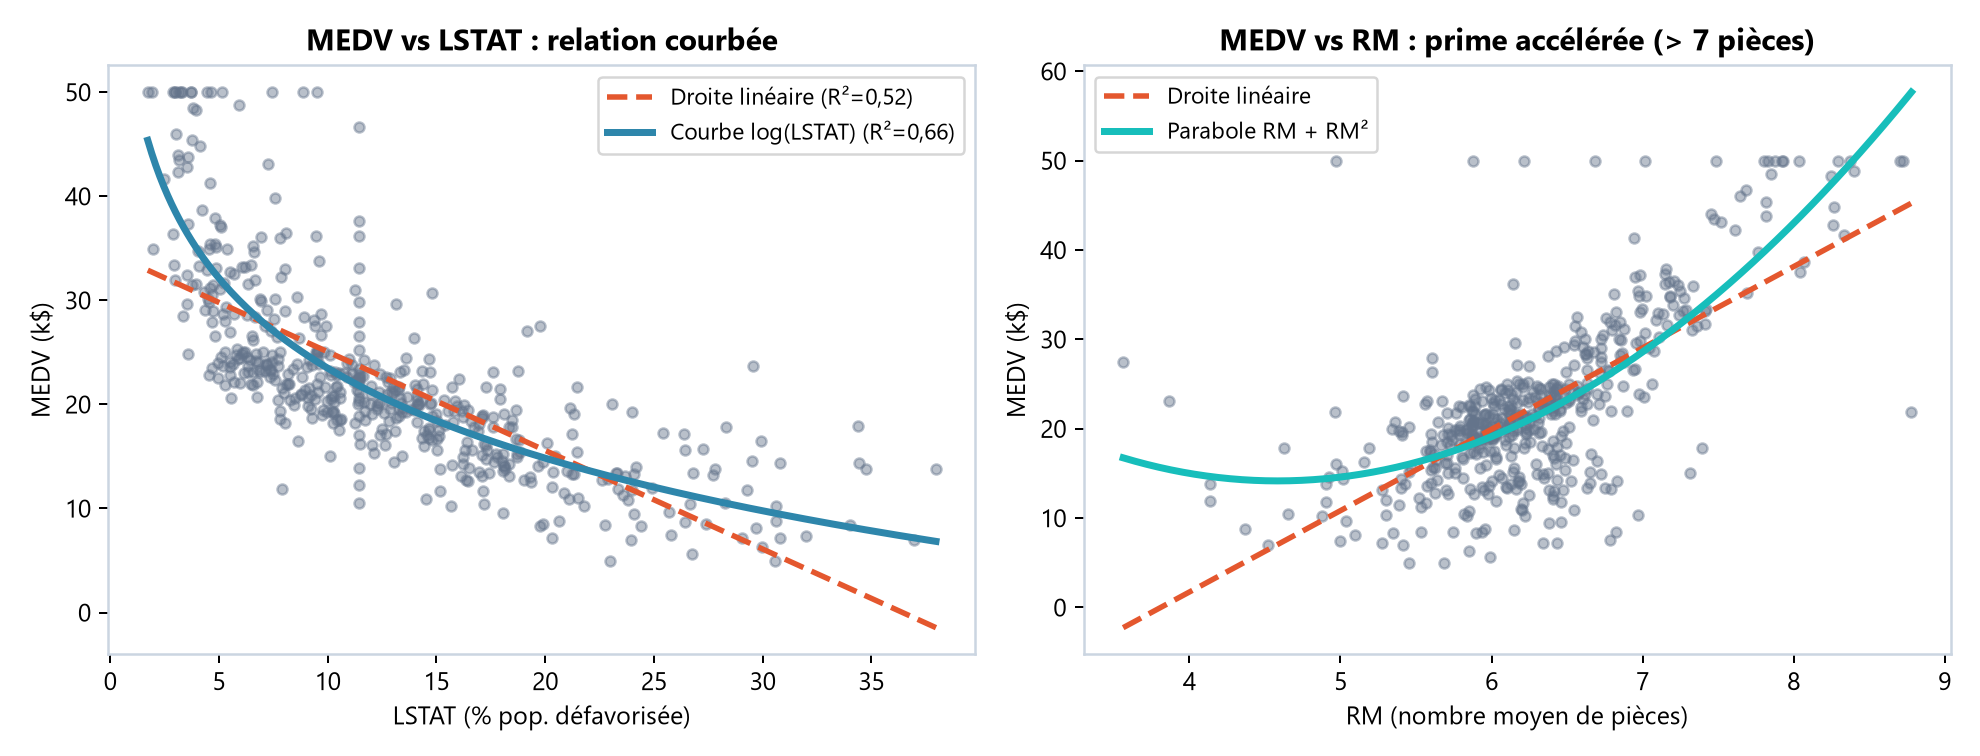 MEDV vs LSTAT : relation courbée
Droite linéaire (R²=0,52)
Courbe log(LSTAT) (R²=0,66)
MEDV (k$)
50
40
30
20
10
0
0 5 10 15 20 25 30 35
LSTAT (% pop. défavorisée)
MEDV vs RM : prime accélérée (> 7 pièces)
Droite linéaire
Parabole RM + RM²
MEDV (k$)
60
50
40
30
20
10
0
4 5 6 7 8 9
RM (nombre moyen de pièces)